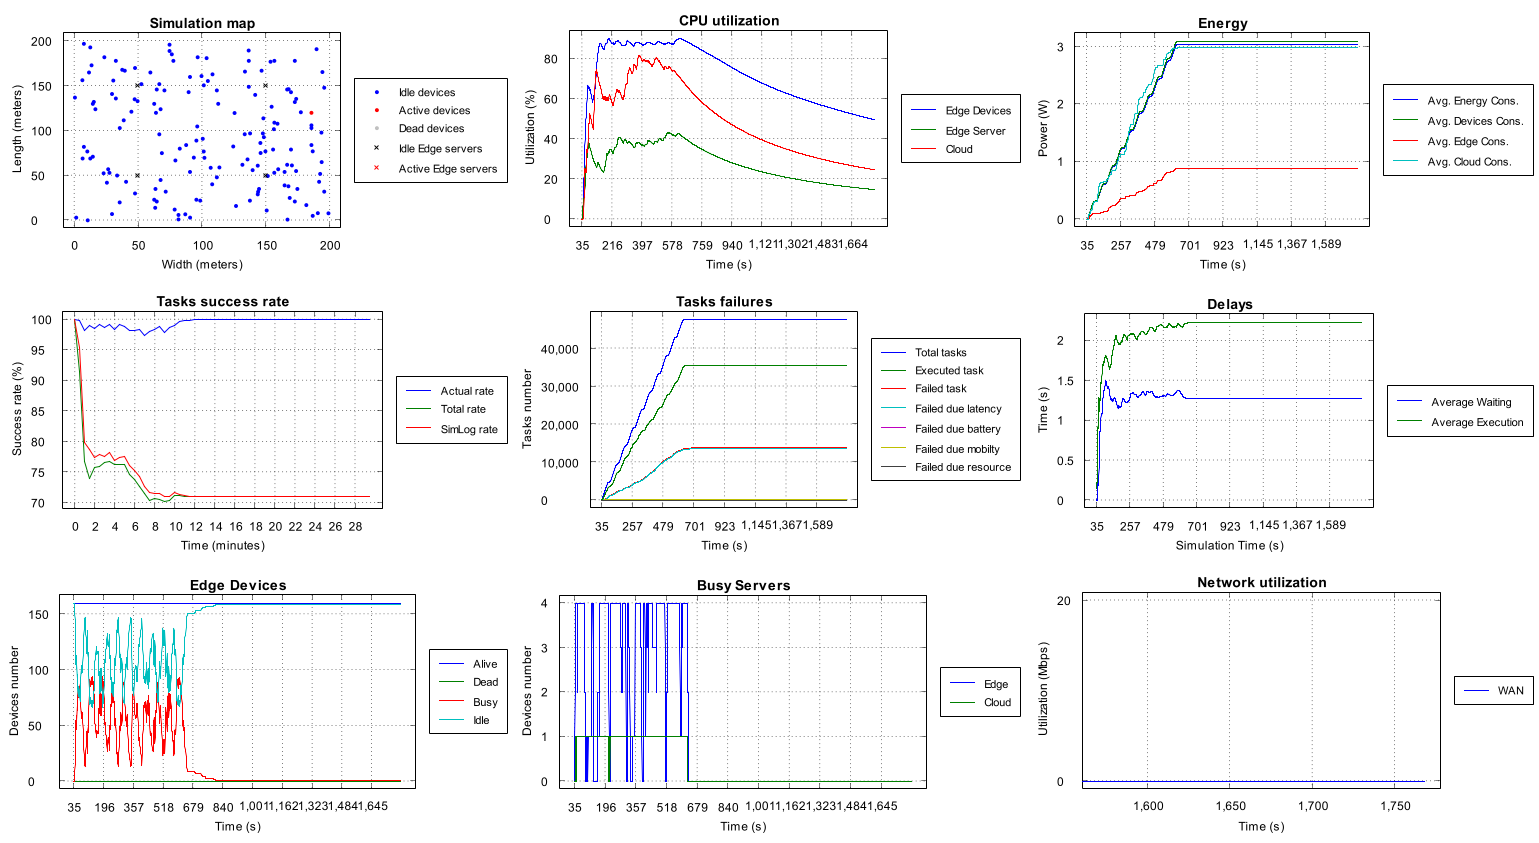 Simulation map
200
150
100
50
0
Length (meters)
0 50 100 150 200
Width (meters)
Idle devices
Active devices
Dead devices
Idle Edge servers
Active Edge servers
CPU utilization
80
60
40
20
0
Utilization (%)
35 216 397 578 759 940 1,121 1,302 1,483 1,664
Time (s)
Edge Devices
Edge Server
Cloud
Energy
3
2
1
0
Power (W)
35 257 479 701 923 1,145 1,367 1,589
Time (s)
Avg. Energy Cons.
Avg. Devices Cons.
Avg. Edge Cons.
Avg. Cloud Cons.
Tasks success rate
100
95
90
85
80
75
70
Success rate (%)
0 2 4 6 8 10 12 14 16 18 20 22 24 26 28
Time (minutes)
Actual rate
Total rate
SimLog rate
Tasks failures
40,000
30,000
20,000
10,000
0
Tasks number
35 257 479 701 923 1,145 1,367 1,589
Time (s)
Total tasks
Executed task
Failed task
Failed due latency
Failed due battery
Failed due mobilty
Failed due resource
Delays
2
1.5
1
0.5
0
Time (s)
35 257 479 701 923 1,145 1,367 1,589
Simulation Time (s)
Average Waiting
Average Execution
Edge Devices
150
100
50
0
Devices number
35 196 357 518 679 840 1,001 1,162 1,323 1,484 1,645
Time (s)
Alive
Dead
Busy
Idle
Busy Servers
4
3
2
1
0
Devices number
35 196 357 518 679 840 1,001 1,162 1,323 1,484 1,645
Time (s)
Edge
Cloud
Network utilization
20
0
Utilization (Mbps)
1,600 1,650 1,700 1,750
Time (s)
WAN